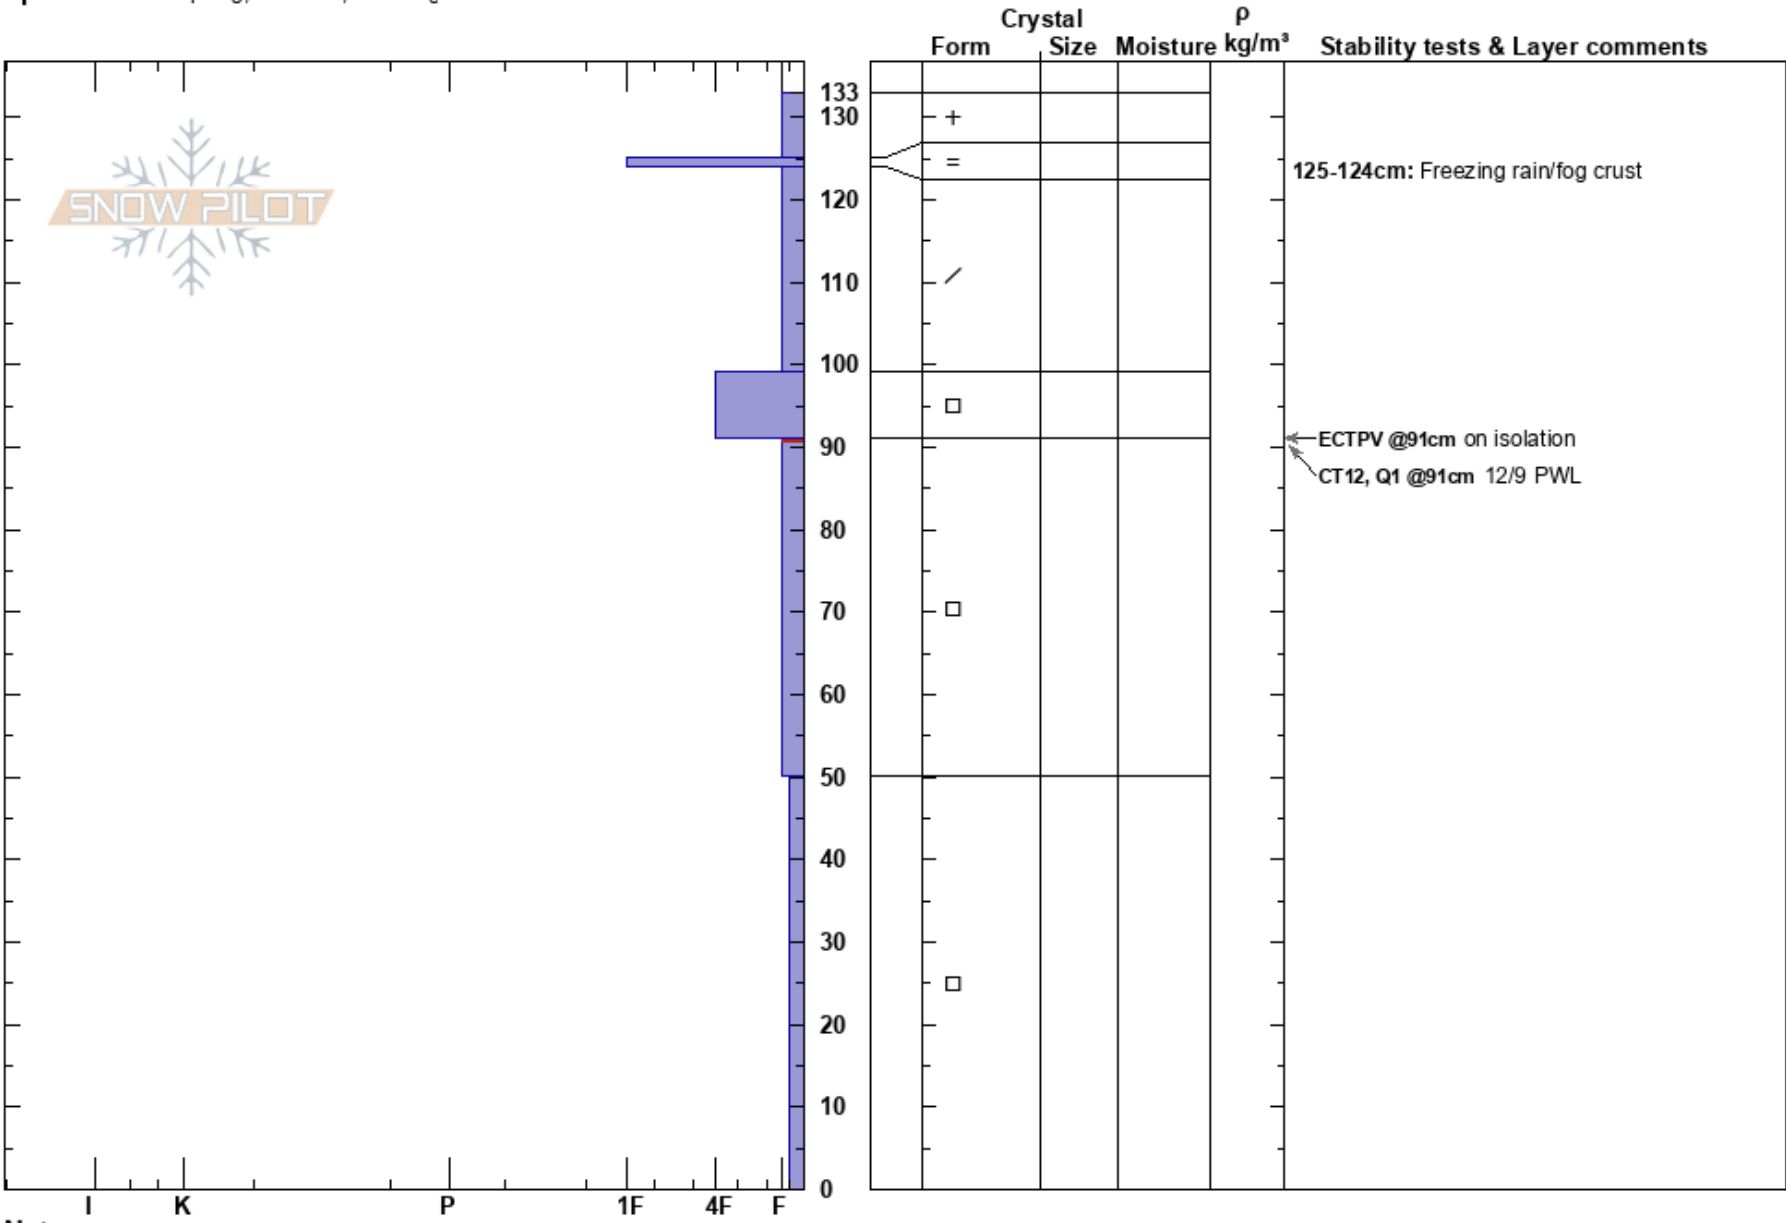 Crystal ρ
Form Size Moisture kg/m³ Stability tests & Layer comments
SNOW PILOT
133
130
125-124cm: Freezing rain/fog crust
120
110
100
ECTPV @91cm on isolation
90
CT12, Q1 @91cm 12/9 PWL
80
70
60
50
40
30
20
10
0
I K P 1F 4F F